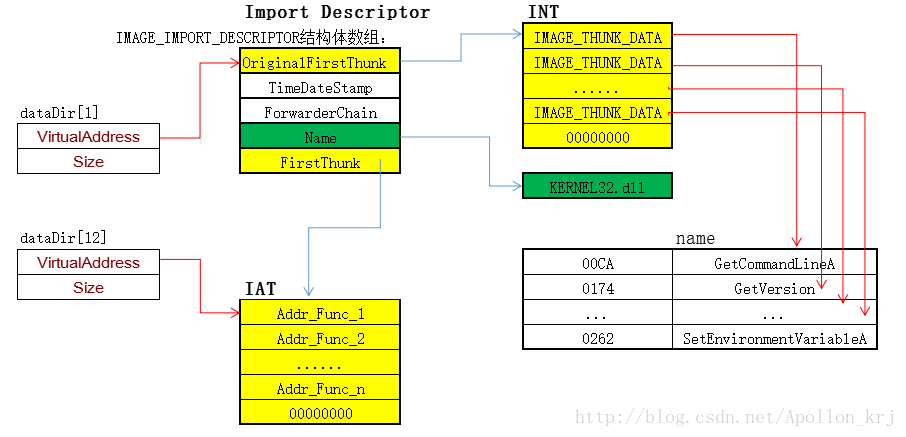 Import Descriptor
INT
IMAGE_IMPORT_DESCRIPTOR结构体数组:
OriginalFirstThunk
TimeDateStamp
ForwarderChain
Name
FirstThunk
IMAGE_THUNK_DATA
IMAGE_THUNK_DATA
......
IMAGE_THUNK_DATA
00000000
dataDir[1]
VirtualAddress
Size
KERNEL32.dll
dataDir[12]
VirtualAddress
Size
name
00CA GetCommandLineA
0174 GetVersion
... ...
0262 SetEnvironmentVariableA
IAT
Addr_Func_1
Addr_Func_2
......
Addr_Func_n
00000000
http://blog.csdn.net/Apollon_krj